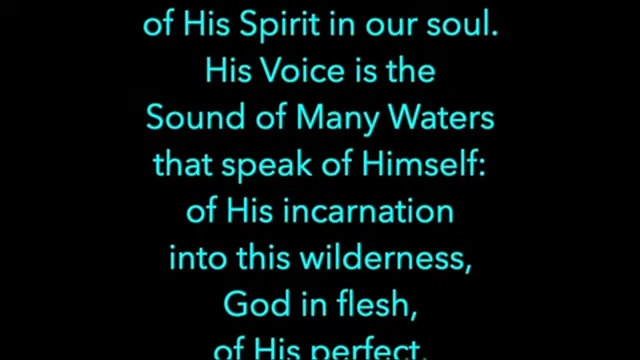 of His Spirit in our soul.
His Voice is the
Sound of Many Waters
that speak of Himself:
of His incarnation
into this wilderness,
God in flesh,
of His perfect,